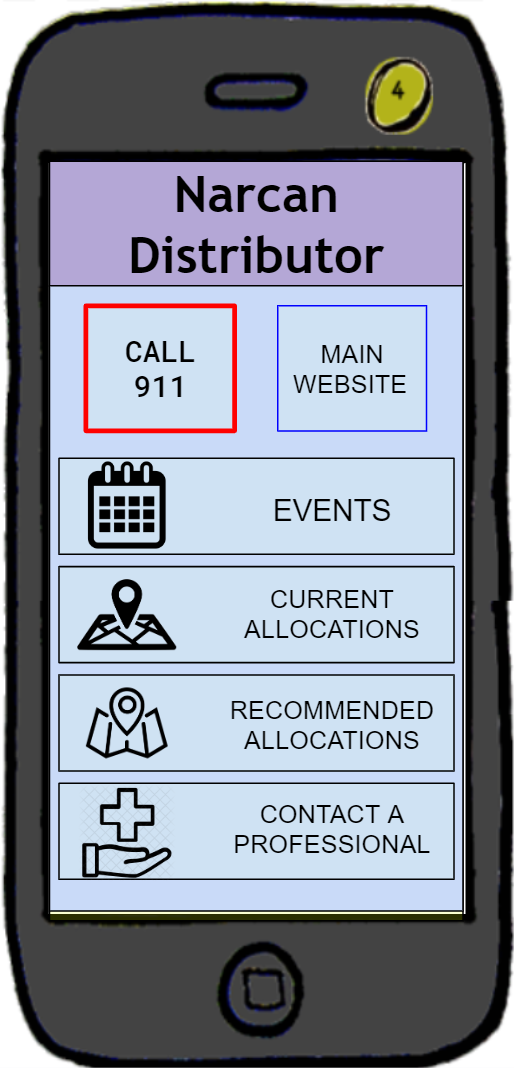 4
Narcan
Distributor
CALL
911
MAIN
WEBSITE
EVENTS
CURRENT
ALLOCATIONS
RECOMMENDED
ALLOCATIONS
CONTACT A
PROFESSIONAL